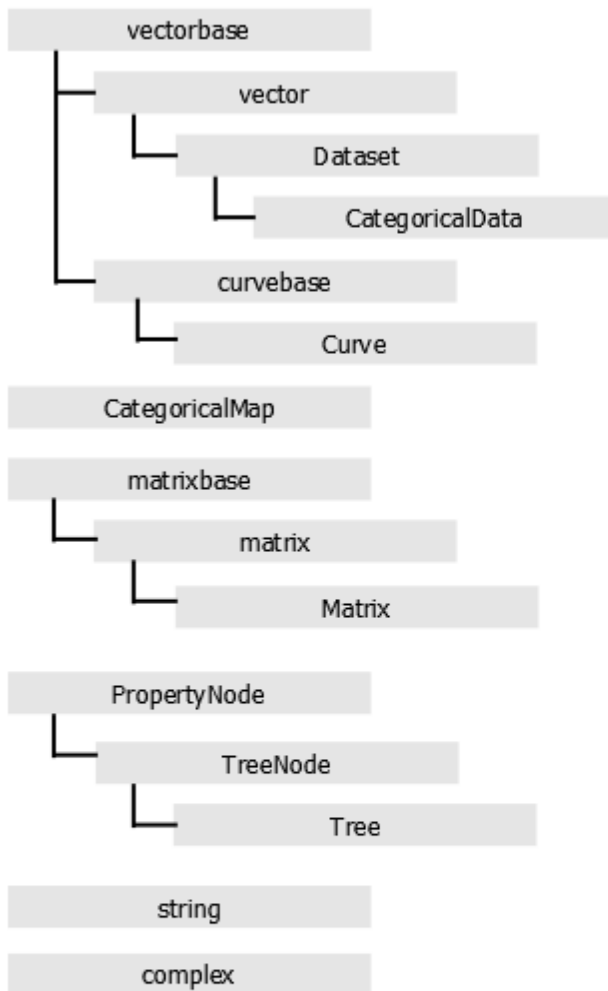 vectorbase
vector
Dataset
CategoricalData
curvebase
Curve
CategoricalMap
matrixbase
matrix
Matrix
PropertyNode
TreeNode
Tree
string
complex